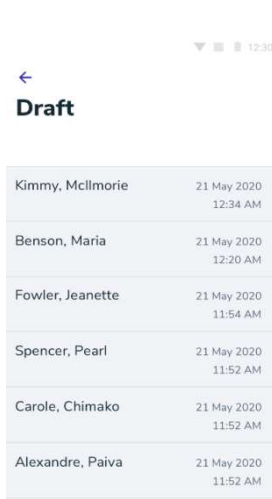 12:30
Draft
Kimmy, McIlmorie 21 May 2020
12:34 AM
Benson, Maria 21 May 2020
12:20 AM
Fowler, Jeanette 21 May 2020
11:54 AM
Spencer, Pearl 21 May 2020
11:52 AM
Carole, Chimako 21 May 2020
11:52 AM
Alexandre, Paiva 21 May 2020
11:52 AM